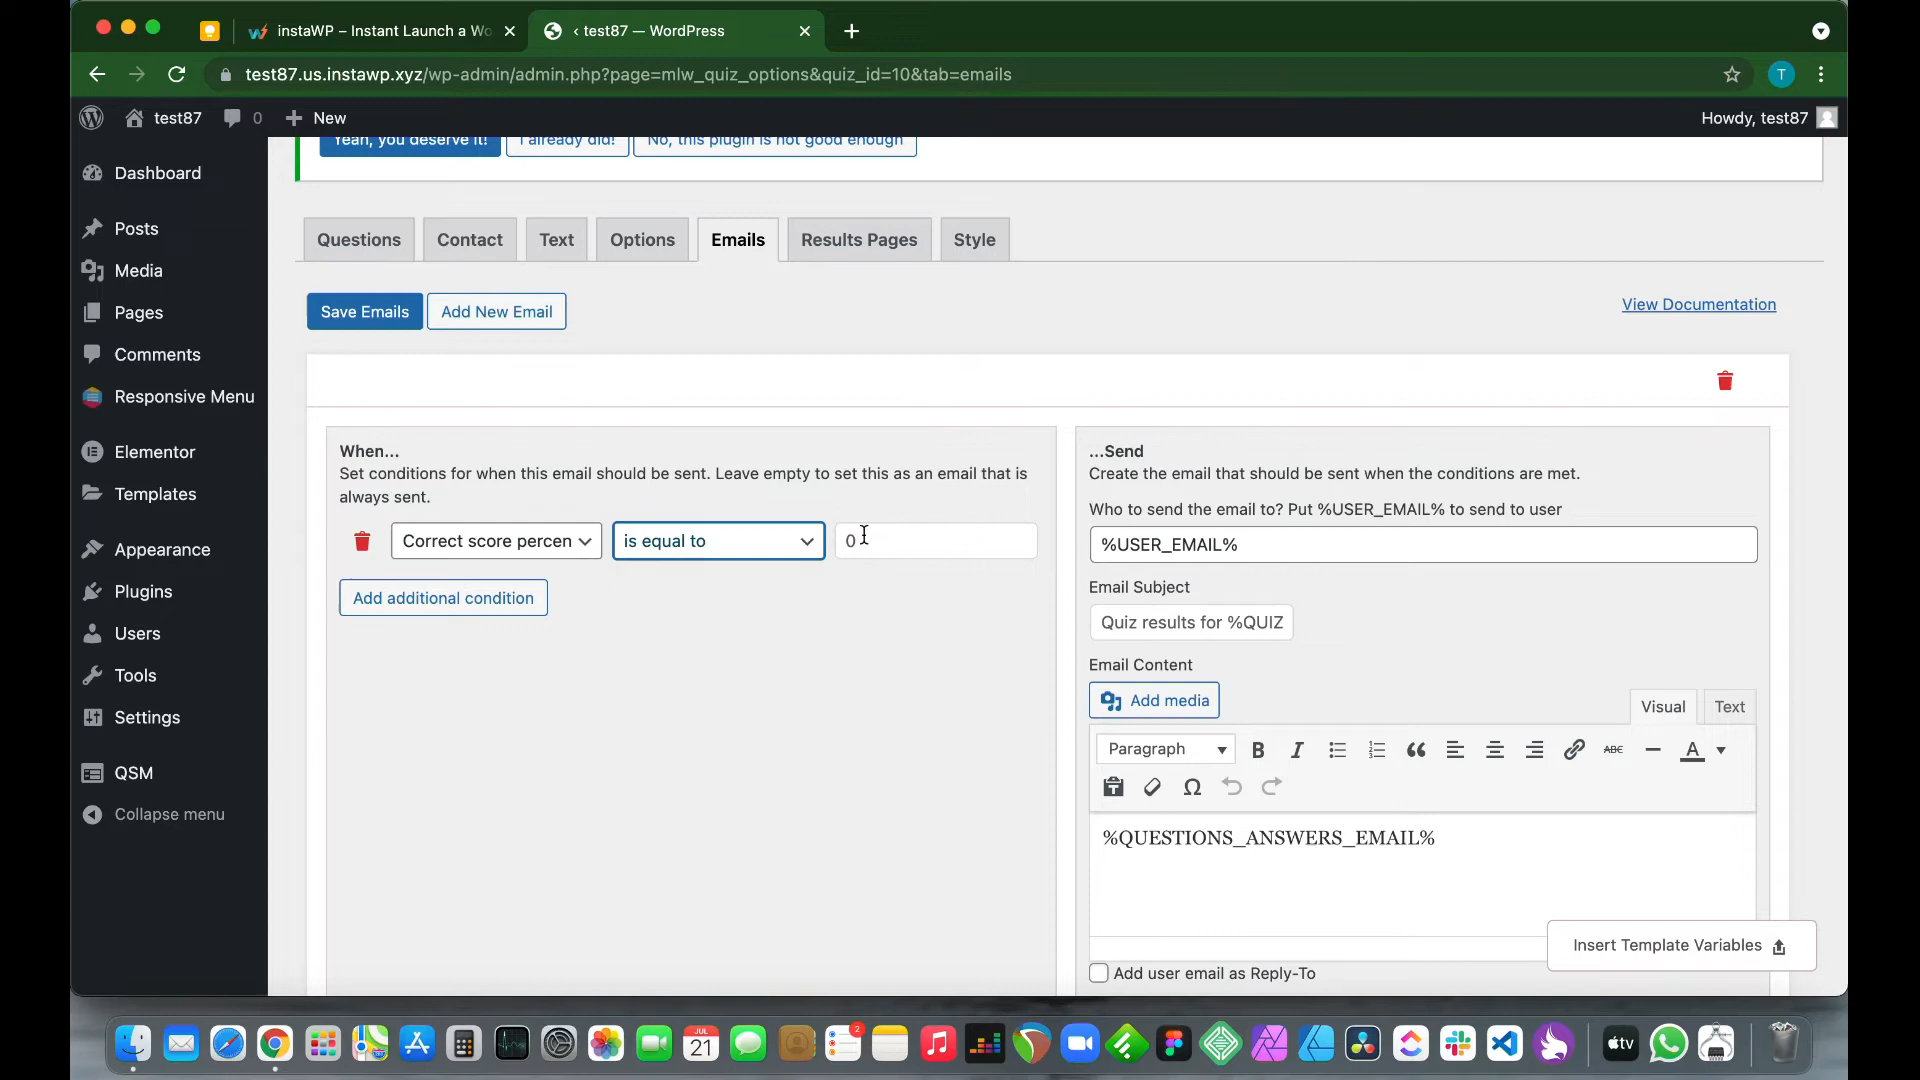 instaWP – Instant Launch a Wo
‹ test87 — WordPress
test87.us.instawp.xyz/wp-admin/admin.php?page=mlw_quiz_options&quiz_id=10&tab=emails
T
test87
0
New
Howdy, test87
Yeah, you deserve it!
I already did!
No, this plugin is not good enough
Dashboard
Posts
Media
Pages
Comments
Responsive Menu
Elementor
Templates
Appearance
Plugins
Users
Tools
Settings
QSM
Collapse menu
Questions
Contact
Text
Options
Emails
Results Pages
Style
Save Emails
Add New Email
View Documentation
When...
Set conditions for when this email should be sent. Leave empty to set this as an email that is
always sent.
Correct score percen
is equal to
0
Add additional condition
...Send
Create the email that should be sent when the conditions are met.
Who to send the email to? Put %USER_EMAIL% to send to user
%USER_EMAIL%
Email Subject
Quiz results for %QUIZ
Email Content
Add media
Visual
Text
Paragraph
B
I
ABC
A
T
Ω
%QUESTIONS_ANSWERS_EMAIL%
Insert Template Variables
Add user email as Reply-To
JUL
21
2
tv